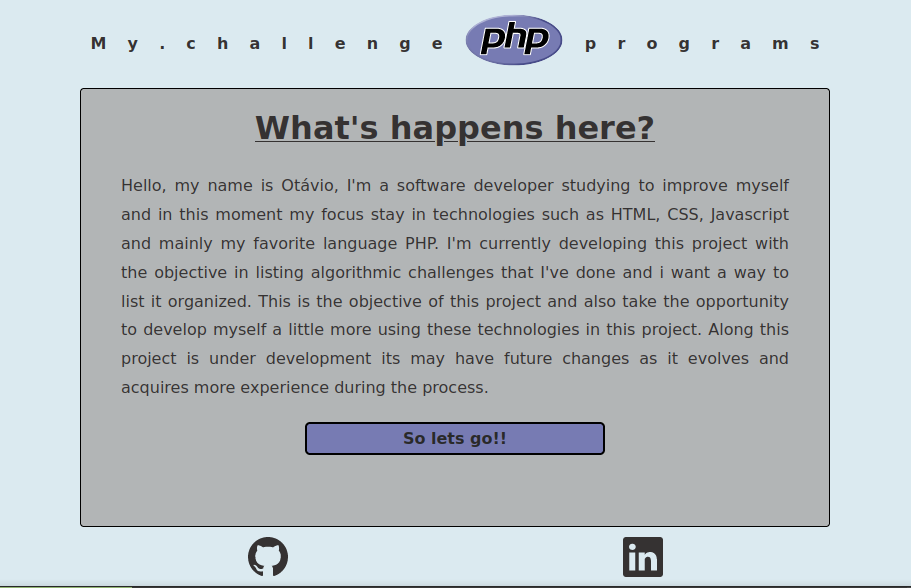 My.challenge php programs
What's happens here?
Hello, my name is Otávio, I'm a software developer studying to improve myself
and in this moment my focus stay in technologies such as HTML, CSS, Javascript
and mainly my favorite language PHP. I'm currently developing this project with
the objective in listing algorithmic challenges that I've done and i want a way to
list it organized. This is the objective of this project and also take the opportunity
to develop myself a little more using these technologies in this project. Along this
project is under development its may have future changes as it evolves and
acquires more experience during the process.
So lets go!!
in